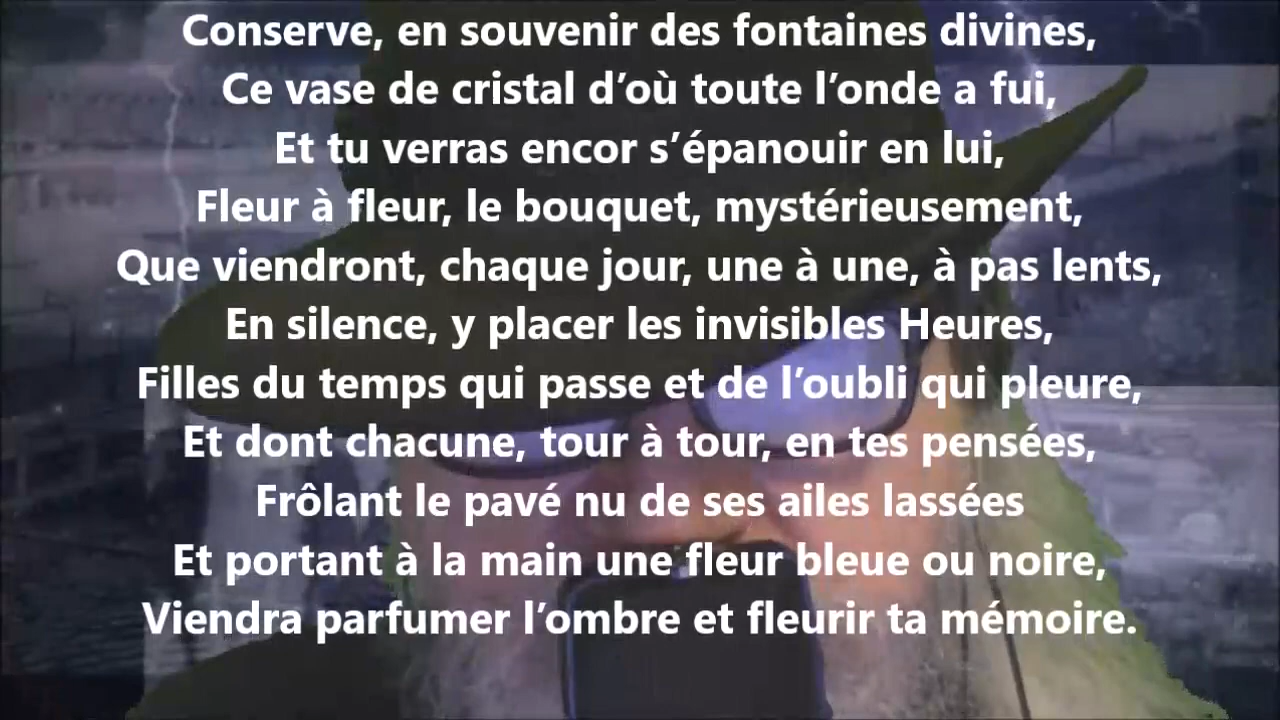 Conserve, en souvenir des fontaines divines,
Ce vase de cristal d’où toute l’onde a fui,
Et tu verras encor s’épanouir en lui,
Fleur à fleur, le bouquet, mystérieusement,
Que viendront, chaque jour, une à une, à pas lents,
En silence, y placer les invisibles Heures,
Filles du temps qui passe et de l’oubli qui pleure,
Et dont chacune, tour à tour, en tes pensées,
Frôlant le pavé nu de ses ailes lassées
Et portant à la main une fleur bleue ou noire,
Viendra parfumer l’ombre et fleurir ta mémoire.